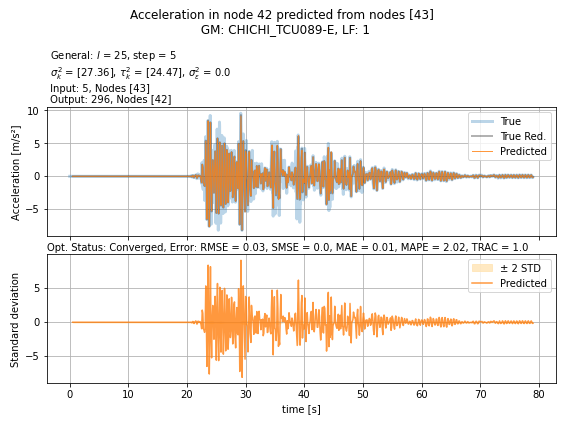 Acceleration in node 42 predicted from nodes [43]
GM: CHICHI_TCU089-E, LF: 1
General: l = 25, step = 5
σ²ₖ = [27.36], τ²ₖ = [24.47], σ²ε = 0.0
Input: 5, Nodes [43]
Output: 296, Nodes [42]
10
5
0
−5
Acceleration [m/s²]
True
True Red.
Predicted
Opt. Status: Converged, Error: RMSE = 0.03, SMSE = 0.0, MAE = 0.01, MAPE = 2.02, TRAC = 1.0
5
0
−5
Standard deviation
± 2 STD
Predicted
0 10 20 30 40 50 60 70 80
time [s]